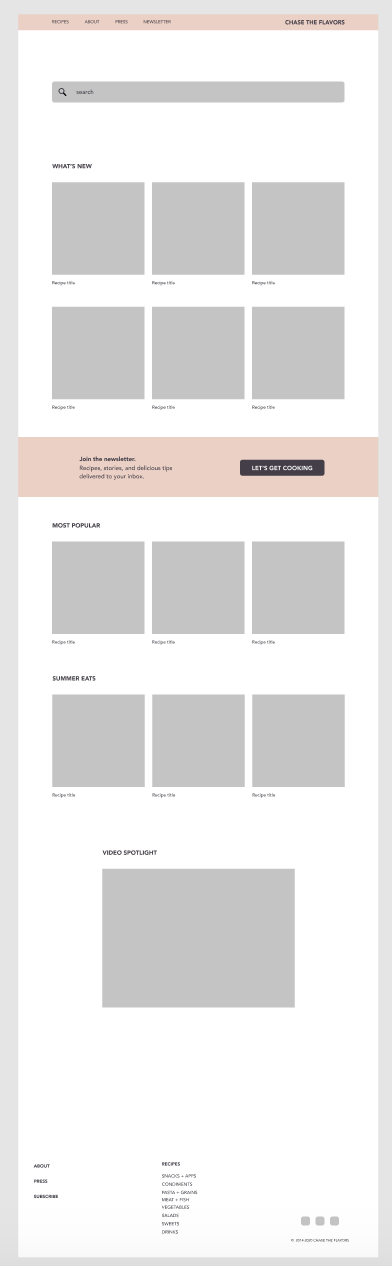 RECIPES ABOUT PRESS NEWSLETTER CHASE THE FLAVORS
search
WHAT'S NEW
Recipe title Recipe title Recipe title
Recipe title Recipe title Recipe title
Join the newsletter.
Recipes, stories, and delicious tips
delivered to your inbox.
LET'S GET COOKING
MOST POPULAR
Recipe title Recipe title Recipe title
SUMMER EATS
Recipe title Recipe title Recipe title
VIDEO SPOTLIGHT
ABOUT
PRESS
SUBSCRIBE
RECIPES
SNACKS + APPS
CONDIMENTS
PASTA + GRAINS
MEAT + FISH
VEGETABLES
SALADS
SWEETS
DRINKS
© 2014-2020 CHASE THE FLAVORS